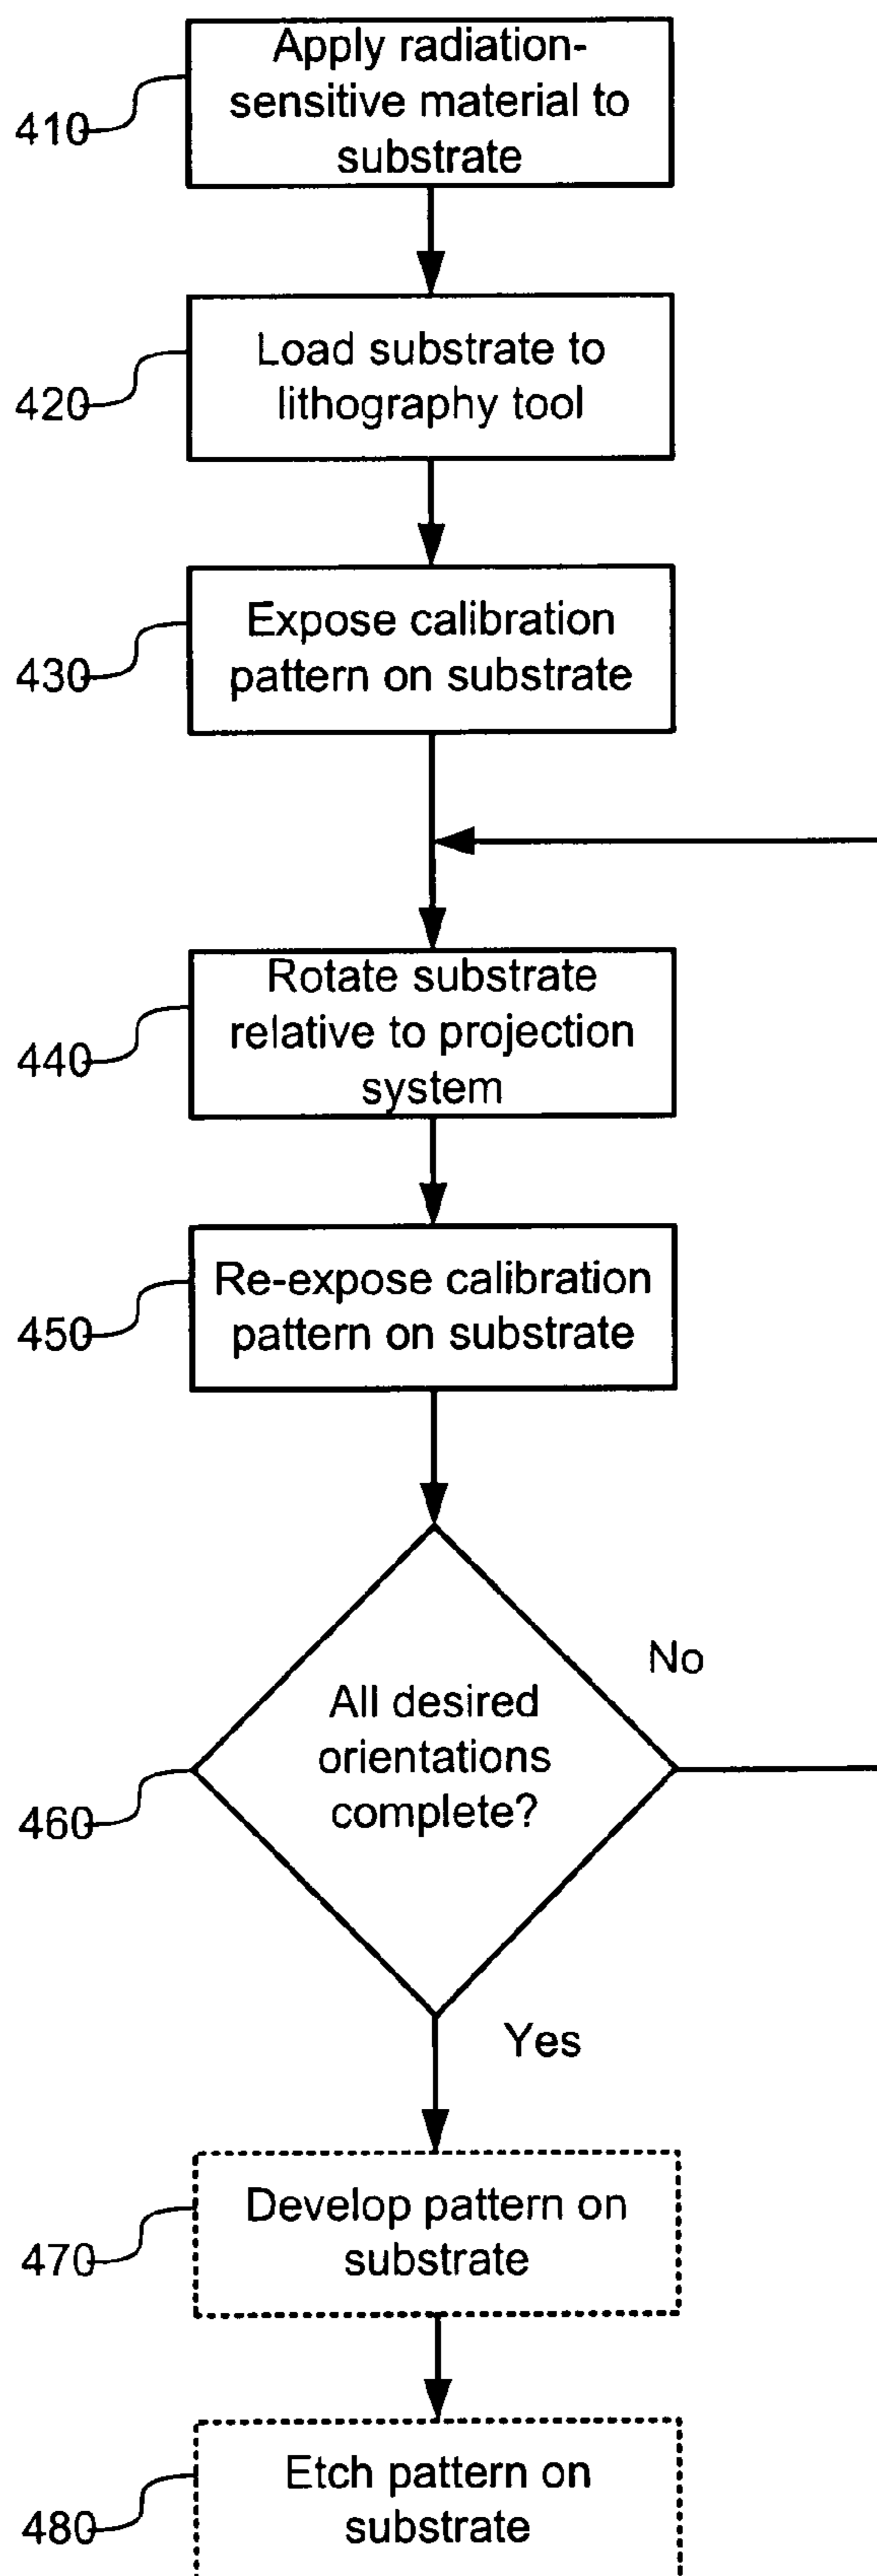 Apply radiation-
sensitive material to
substrate
410
Load substrate to
lithography tool
420
Expose calibration
pattern on substrate
430
Rotate substrate
relative to projection
system
440
Re-expose calibration
pattern on substrate
450
No
All desired
orientations
complete?
460
Yes
Develop pattern on
substrate
470
Etch pattern on
substrate
480